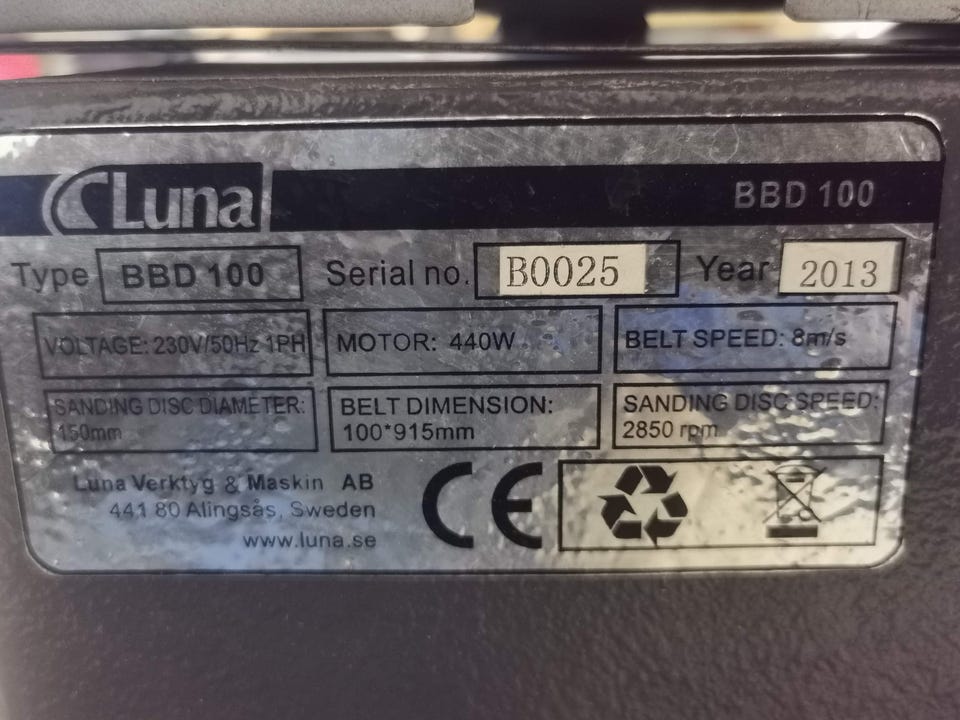 Luna BBD 100
Type BBD 100 Serial no. B0025 Year 2013
VOLTAGE: 230V/50Hz 1PH MOTOR: 440W BELT SPEED: 8m/s
SANDING DISC DIAMETER: BELT DIMENSION: SANDING DISC SPEED:
150mm 100*915mm 2850 rpm
Luna Verktyg & Maskin AB
441 80 Alingsås, Sweden
www.luna.se
CE